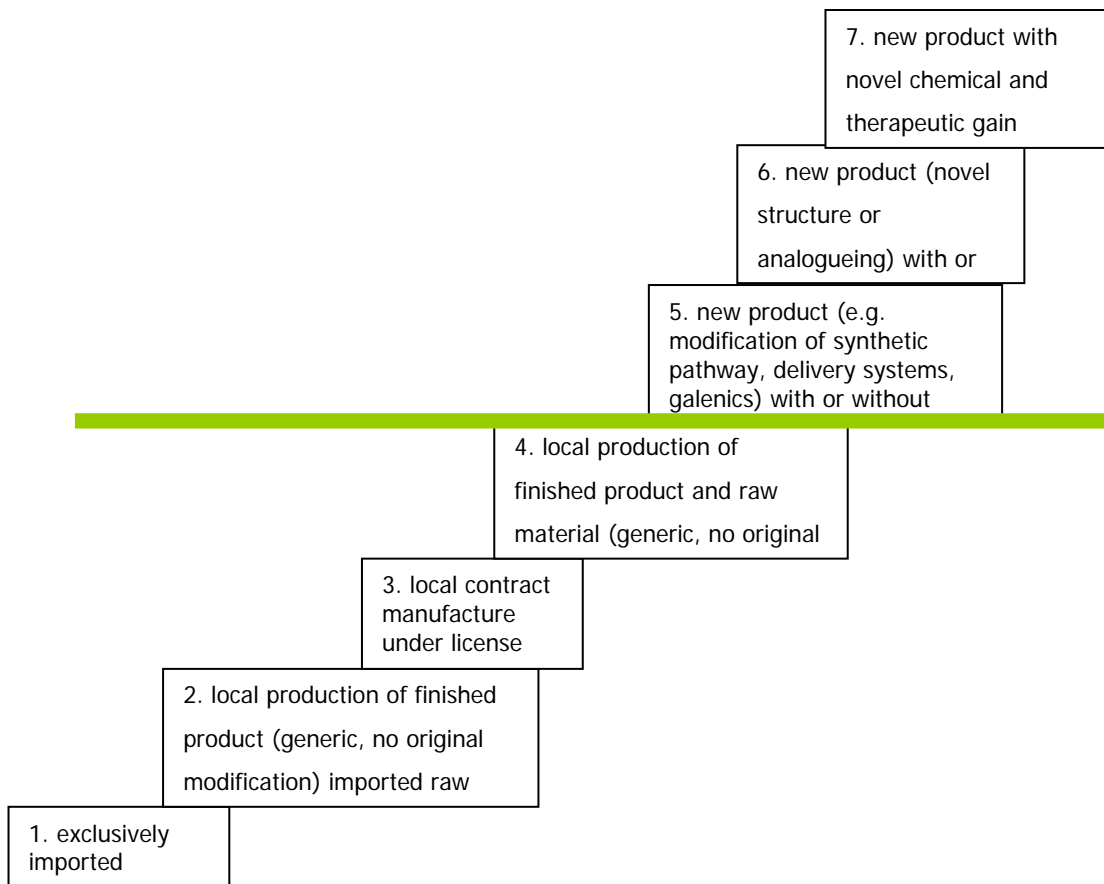 7. new product with
novel chemical and
therapeutic gain
6. new product (novel
structure or
analogueing) with or
5. new product (e.g.
modification of synthetic
pathway, delivery systems,
galenics) with or without
4. local production of
finished product and raw
material (generic, no original
3. local contract
manufacture
under license
2. local production of finished
product (generic, no original
modification) imported raw
1. exclusively
imported